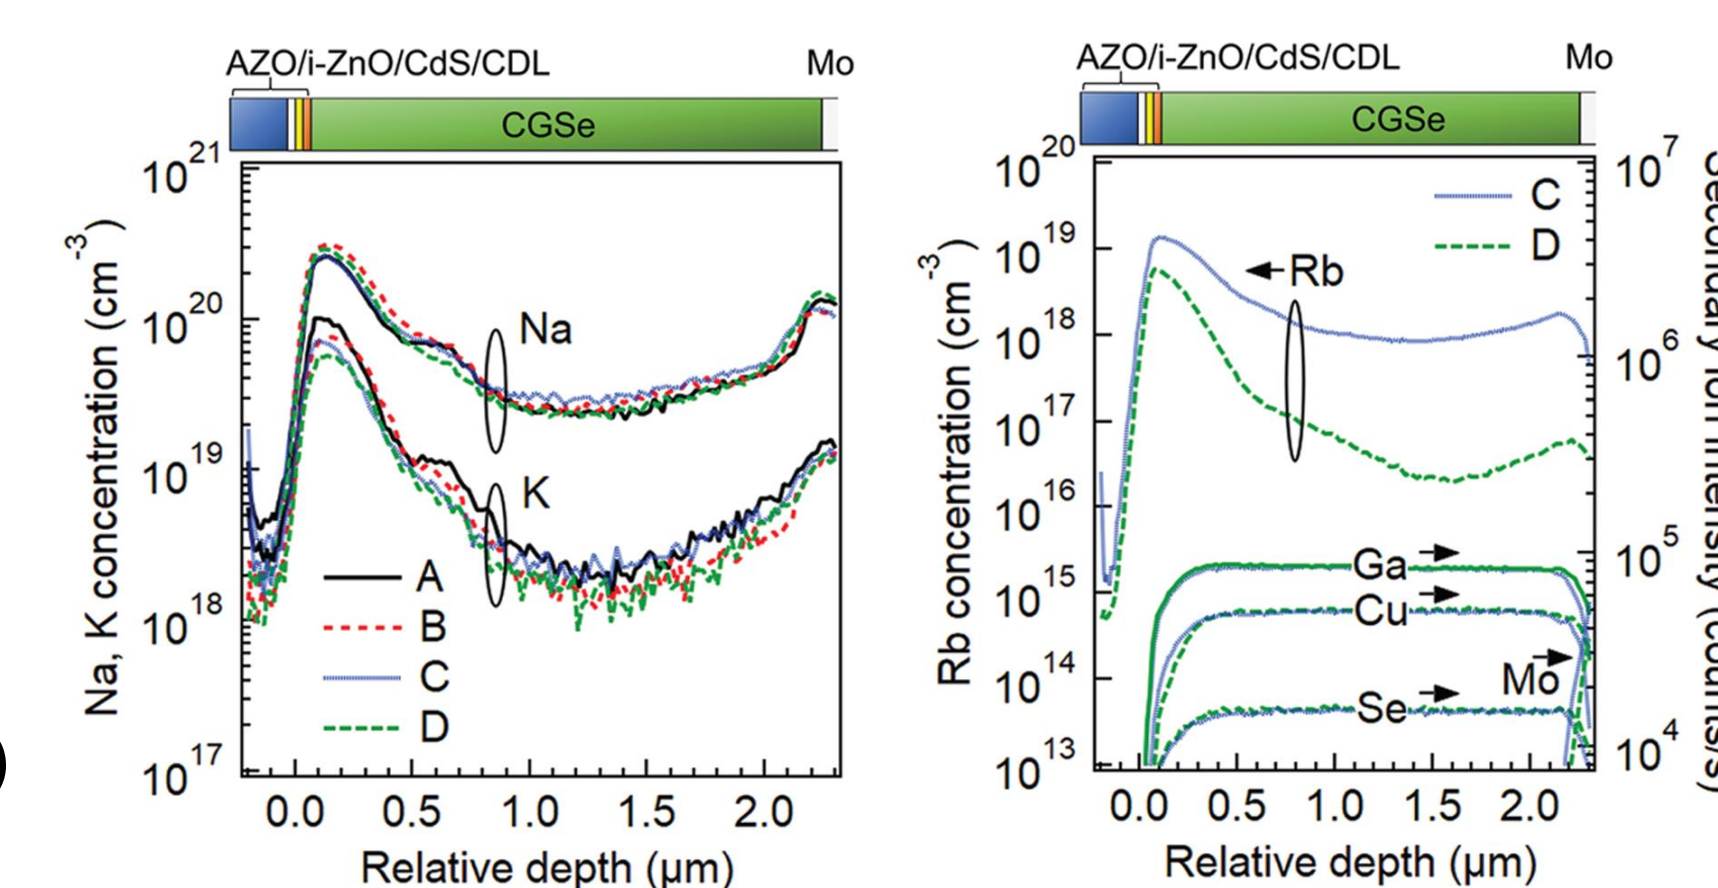 AZO/i-ZnO/CdS/CDL Mo
CGSe
10^21
10^20
10^19
10^18
10^17
Na, K concentration (cm^-3)
Na
K
A
B
C
D
0.0 0.5 1.0 1.5 2.0
Relative depth (μm)
AZO/i-ZnO/CdS/CDL Mo
CGSe
10^20
10^19
10^18
10^17
10^16
10^15
10^14
10^13
Rb concentration (cm^-3)
C
D
Rb
Ga
Cu
Mo
Se
10^7
10^6
10^5
10^4
Secondary ion intensity (counts/s)
0.0 0.5 1.0 1.5 2.0
Relative depth (μm)